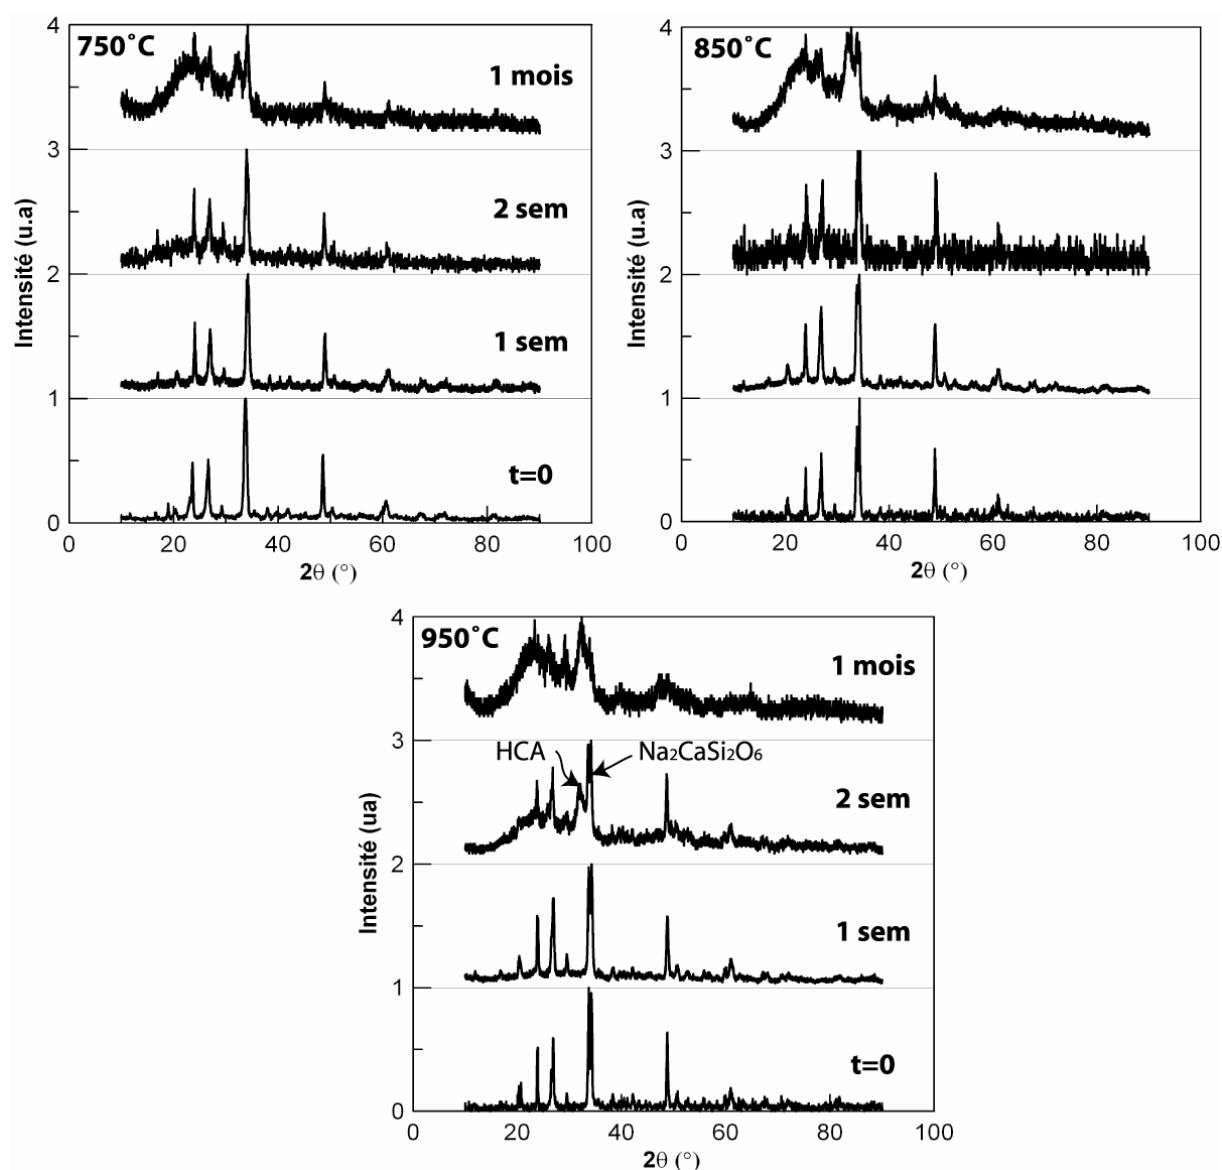 750°C
1 mois
2 sem
1 sem
t=0
Intensité (u.a)
4
3
2
1
0
0 20 40 60 80 100
2θ (°)
850°C
Intensité (u.a)
4
3
2
1
0
0 20 40 60 80 100
2θ (°)
950°C
1 mois
HCA Na₂CaSi₂O₆
2 sem
1 sem
t=0
Intensité (ua)
4
3
2
1
0
0 20 40 60 80 100
2θ (°)